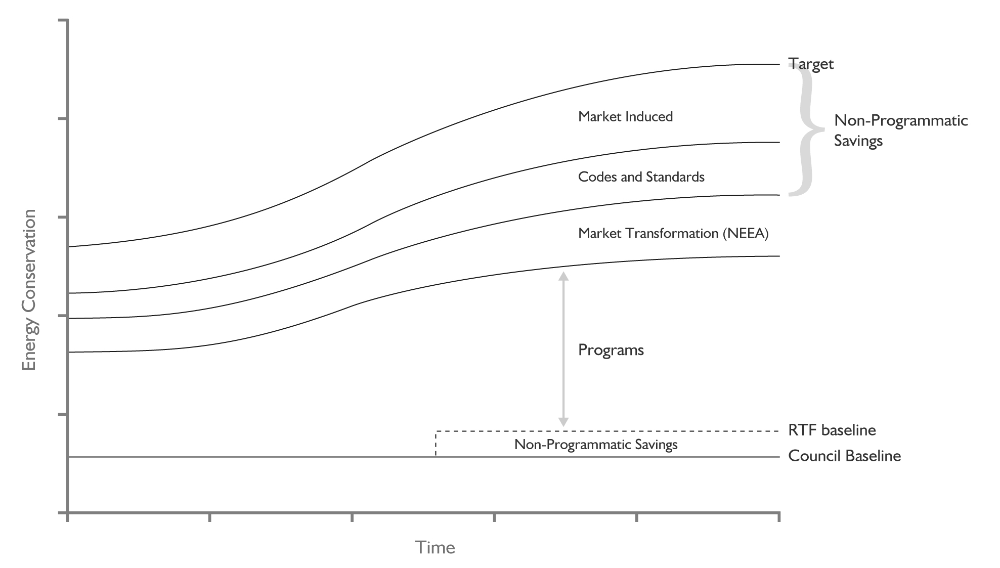 Target
Market Induced
Non-Programmatic
Savings
Codes and Standards
Market Transformation (NEEA)
Energy Conservation
Programs
RTF baseline
Non-Programmatic Savings
Council Baseline
Time